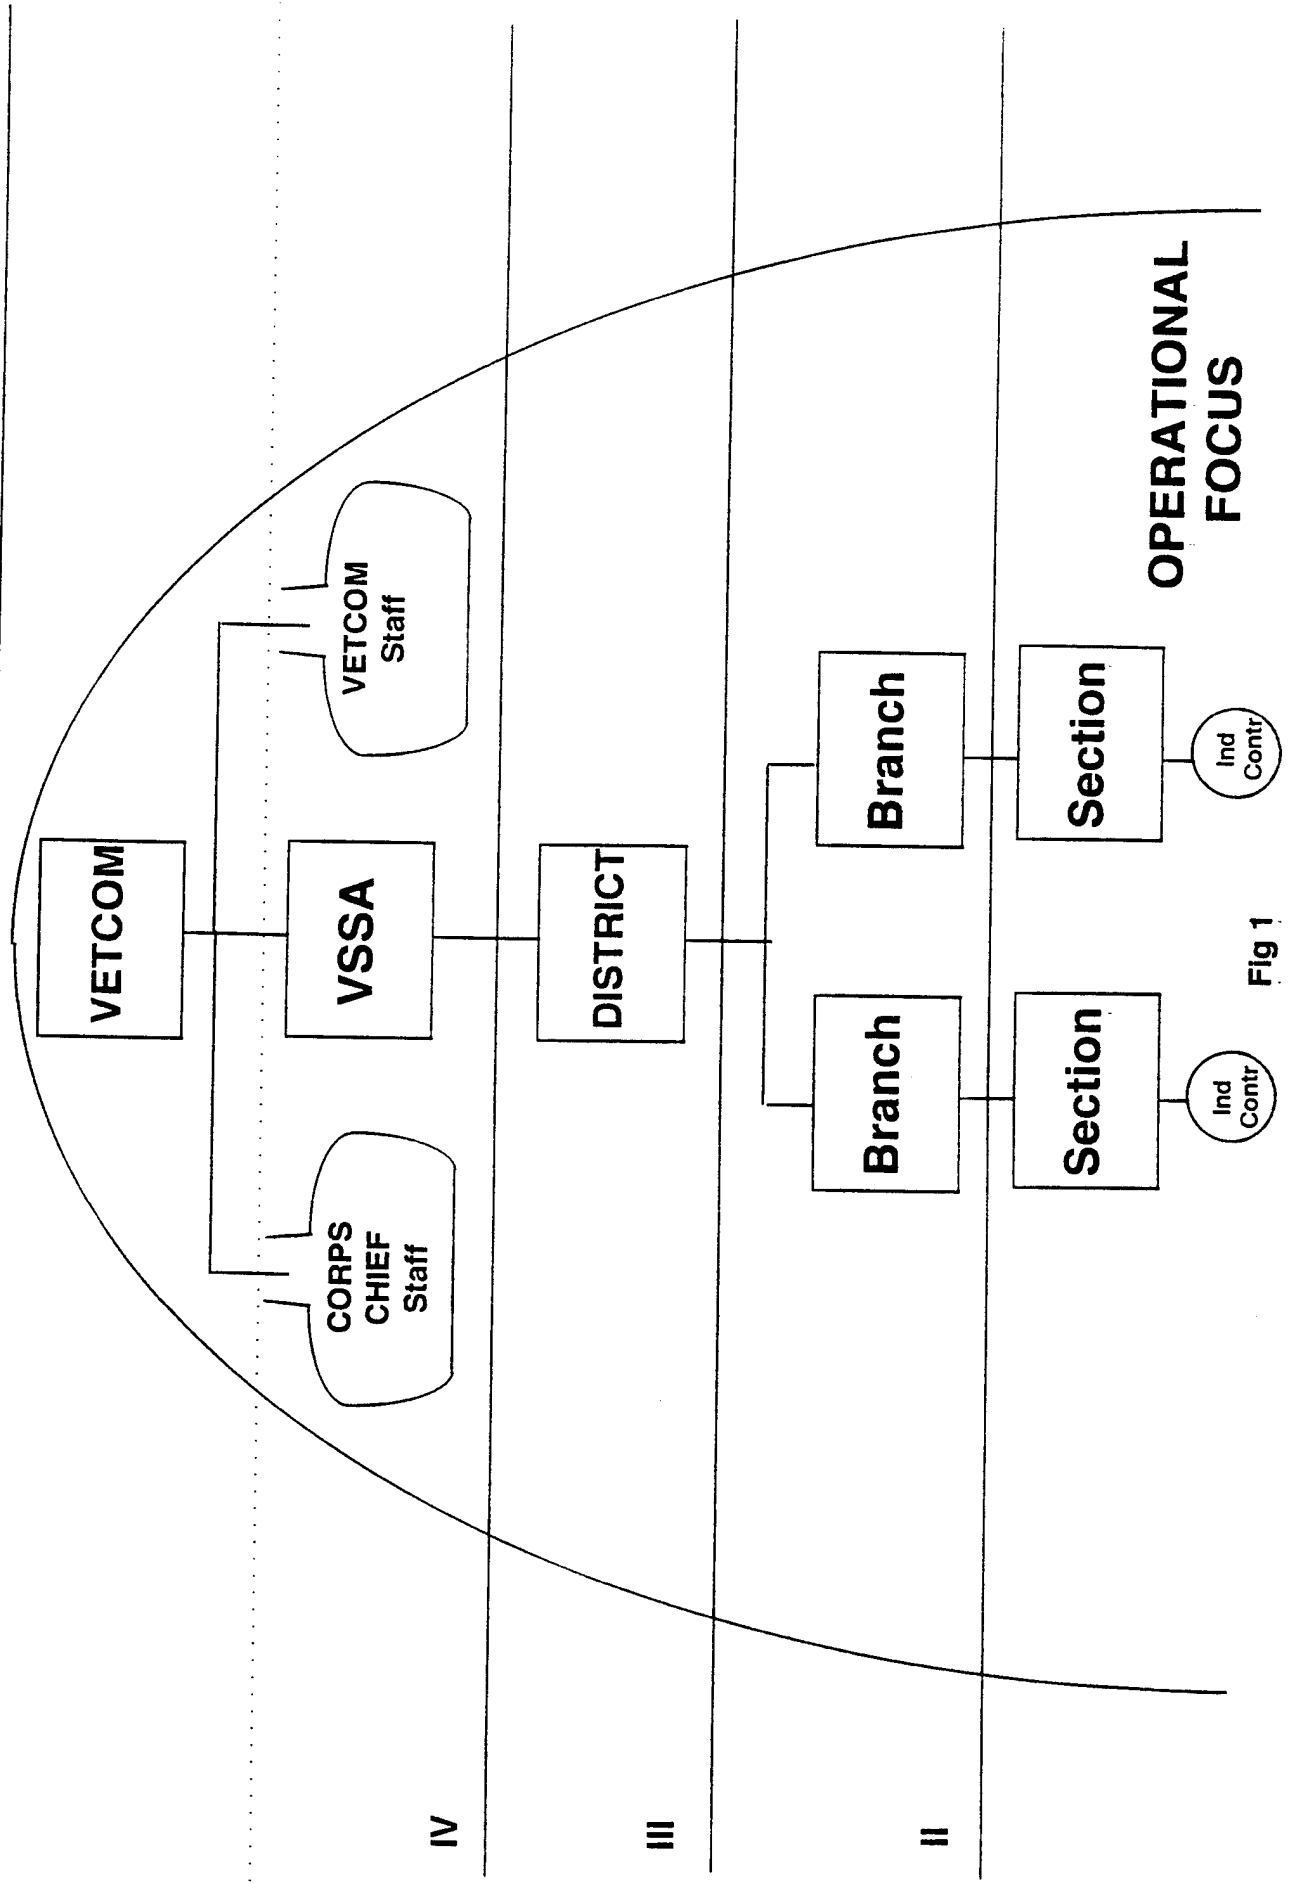 VETCOM
CORPS
CHIEF
Staff
VSSA
VETCOM
Staff
IV
DISTRICT
III
Branch
Branch
II
Section
Section
Ind
Contr
Ind
Contr
OPERATIONAL
FOCUS
Fig 1